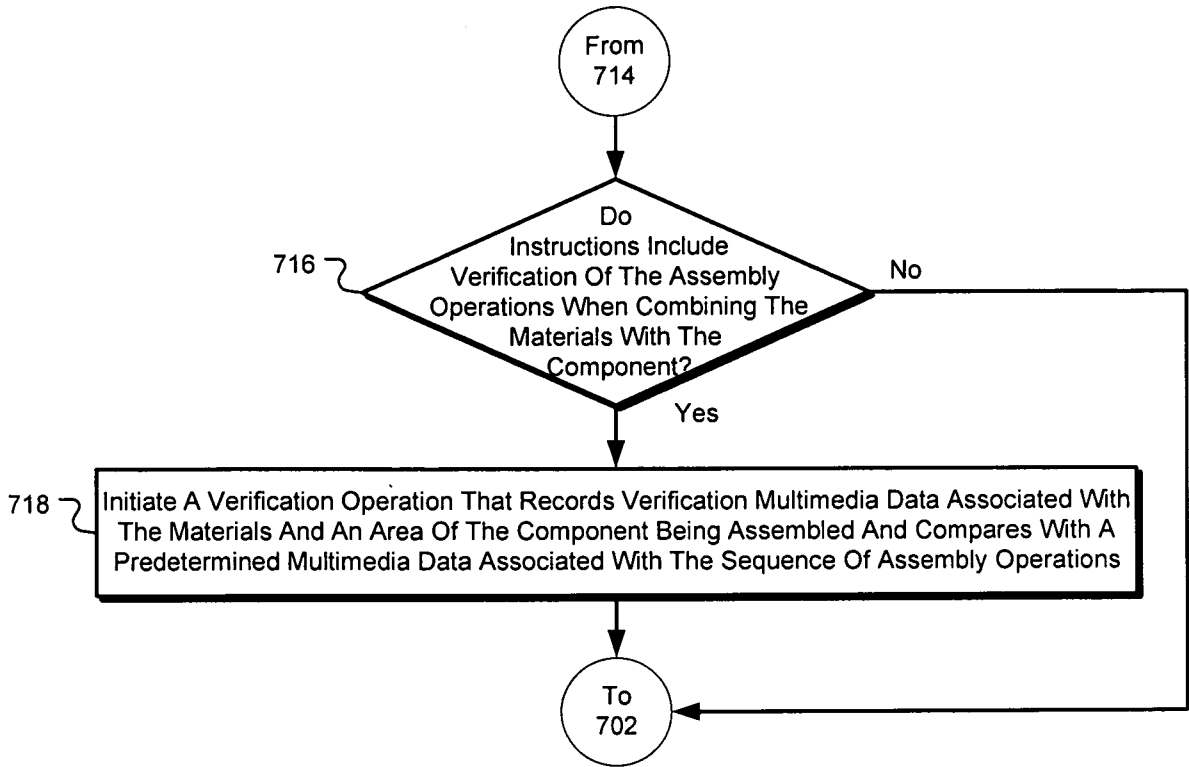 From
714
716
Do
Instructions Include
Verification Of The Assembly
Operations When Combining The
Materials With The
Component?
No
Yes
718
Initiate A Verification Operation That Records Verification Multimedia Data Associated With
The Materials And An Area Of The Component Being Assembled And Compares With A
Predetermined Multimedia Data Associated With The Sequence Of Assembly Operations
To
702